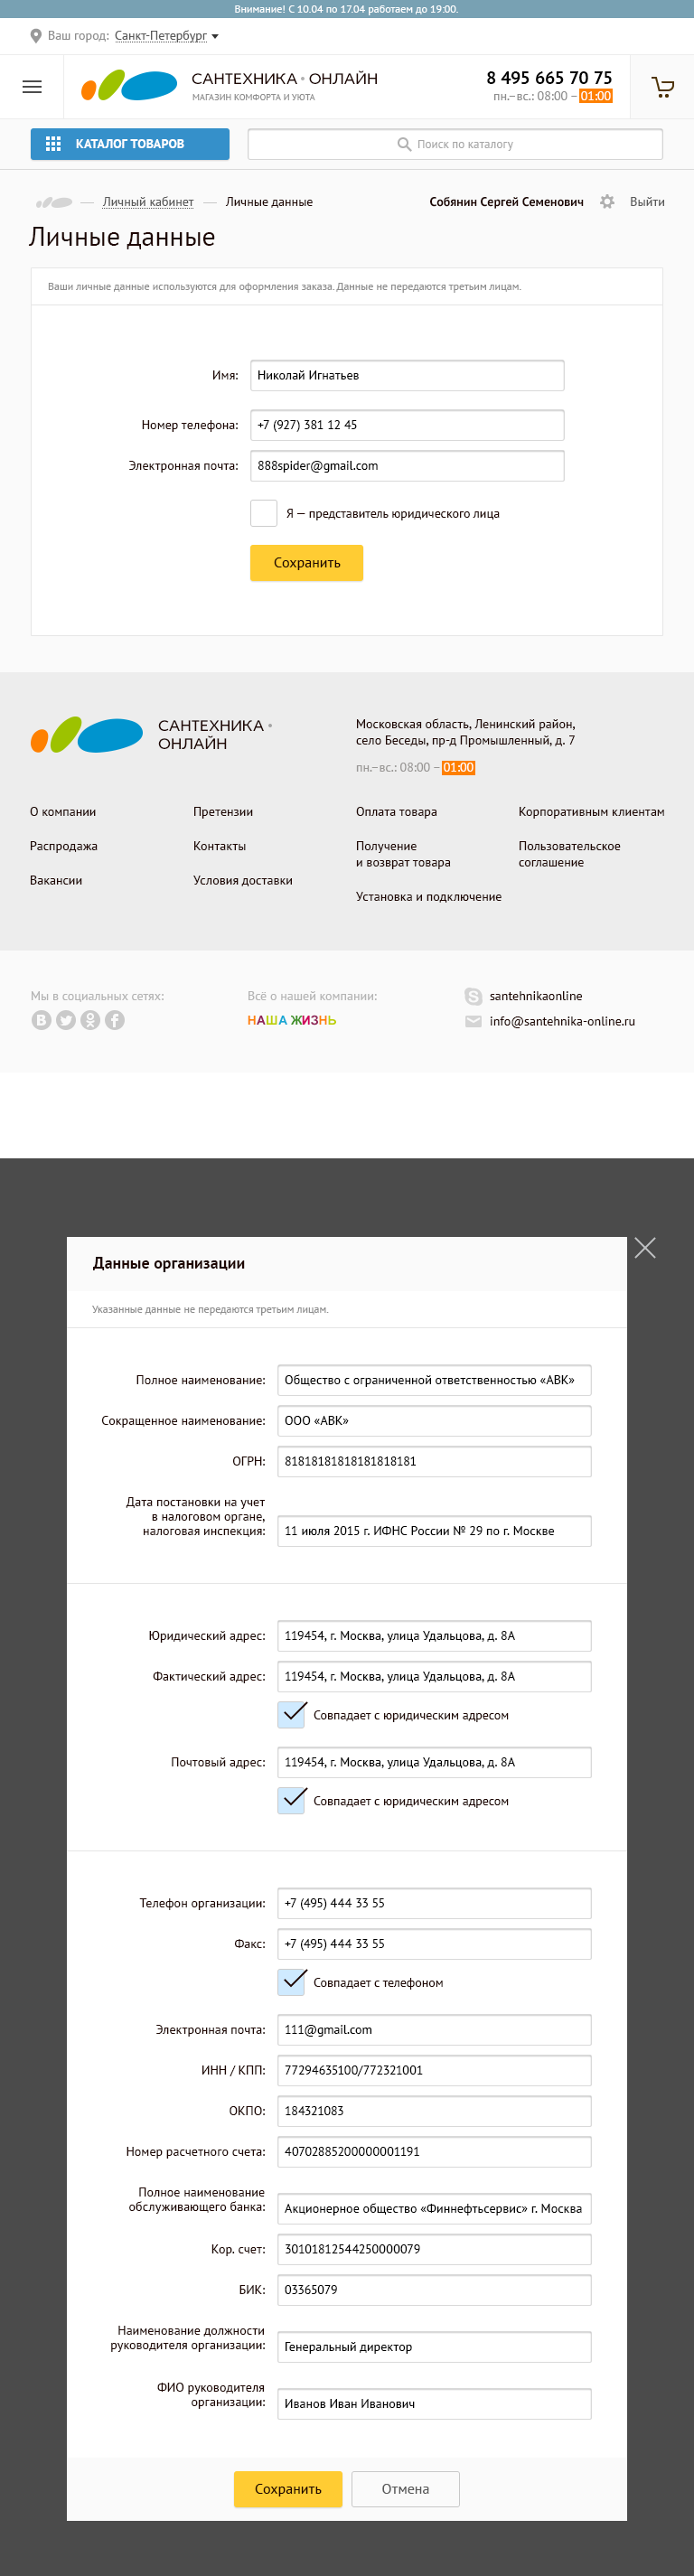 Внимание! С 10.04 по 17.04 работаем до 19:00.
Ваш город: Санкт-Петербург
САНТЕХНИКА • ОНЛАЙН
МАГАЗИН КОМФОРТА И УЮТА
8 495 665 70 75
пн.–вс.: 08:00 – 01:00
КАТАЛОГ ТОВАРОВ
Поиск по каталогу
Личный кабинет — Личные данные
Собянин Сергей Семенович
Выйти
Личные данные
Ваши личные данные используются для оформления заказа. Данные не передаются третьим лицам.
Имя: Николай Игнатьев
Номер телефона: +7 (927) 381 12 45
Электронная почта: 888spider@gmail.com
Я — представитель юридического лица
Сохранить
САНТЕХНИКА •
ОНЛАЙН
Московская область, Ленинский район,
село Беседы, пр-д Промышленный, д. 7
пн.–вс.: 08:00 – 01:00
О компании
Распродажа
Вакансии
Претензии
Контакты
Условия доставки
Оплата товара
Получение
и возврат товара
Установка и подключение
Корпоративным клиентам
Пользовательское
соглашение
Мы в социальных сетях:
Всё о нашей компании:
НАША ЖИЗНЬ
santehnikaonline
info@santehnika-online.ru
Данные организации
Указанные данные не передаются третьим лицам.
Полное наименование: Общество с ограниченной ответственностью «АВК»
Сокращенное наименование: ООО «АВК»
ОГРН: 81818181818181818181
Дата постановки на учет
в налоговом органе,
налоговая инспекция: 11 июля 2015 г. ИФНС России № 29 по г. Москве
Юридический адрес: 119454, г. Москва, улица Удальцова, д. 8А
Фактический адрес: 119454, г. Москва, улица Удальцова, д. 8А
Совпадает с юридическим адресом
Почтовый адрес: 119454, г. Москва, улица Удальцова, д. 8А
Совпадает с юридическим адресом
Телефон организации: +7 (495) 444 33 55
Факс: +7 (495) 444 33 55
Совпадает с телефоном
Электронная почта: 111@gmail.com
ИНН / КПП: 77294635100/772321001
ОКПО: 184321083
Номер расчетного счета: 40702885200000001191
Полное наименование
обслуживающего банка: Акционерное общество «Финнефтьсервис» г. Москва
Кор. счет: 30101812544250000079
БИК: 03365079
Наименование должности
руководителя организации: Генеральный директор
ФИО руководителя
организации: Иванов Иван Иванович
Сохранить
Отмена